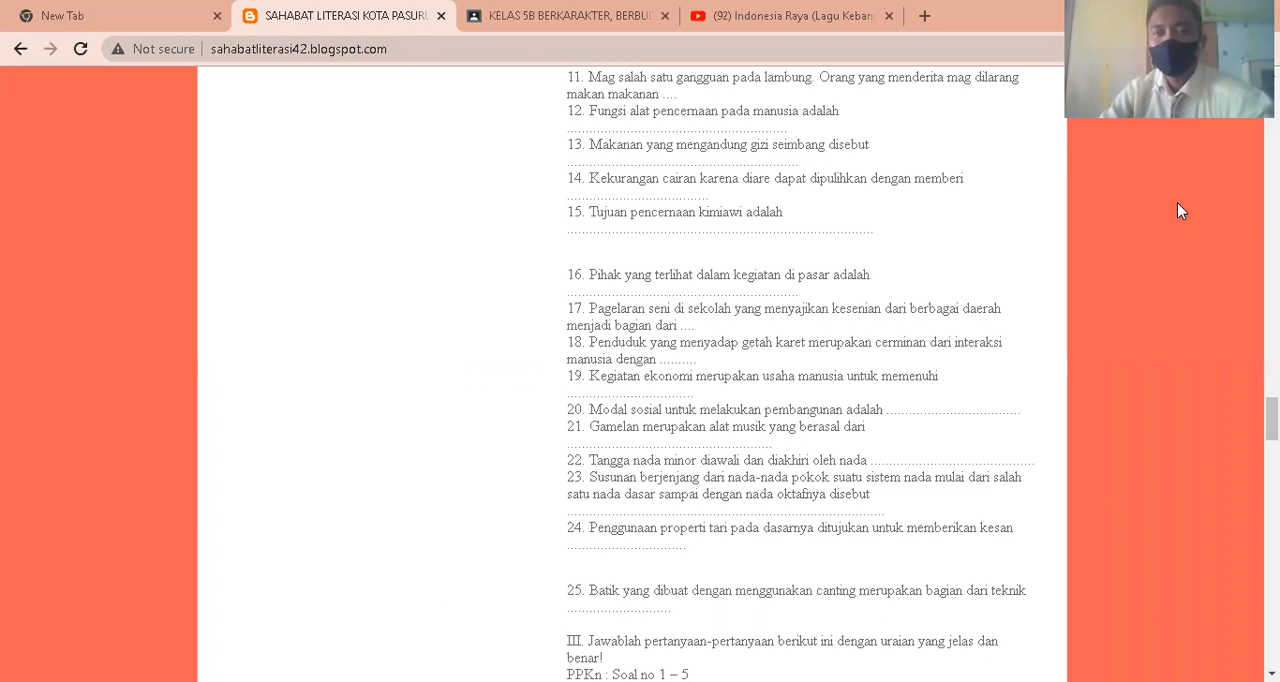 New Tab
SAHABAT LITERASI KOTA PASURU
KELAS 5B BERKARAKTER, BERBUD
(92) Indonesia Raya (Lagu Kebang
Not secure
sahabatliterasi42.blogspot.com
11. Mag salah satu gangguan pada lambung. Orang yang menderita mag dilarang
makan makanan ....
12. Fungsi alat pencernaan pada manusia adalah
...........................................................
13. Makanan yang mengandung gizi seimbang disebut
..............................................................
14. Kekurangan cairan karena diare dapat dipulihkan dengan memberi
......................................
15. Tujuan pencernaan kimiawi adalah
..................................................................................
16. Pihak yang terlihat dalam kegiatan di pasar adalah
..............................................................
17. Pagelaran seni di sekolah yang menyajikan kesenian dari berbagai daerah
menjadi bagian dari ....
18. Penduduk yang menyadap getah karet merupakan cerminan dari interaksi
manusia dengan ..........
19. Kegiatan ekonomi merupakan usaha manusia untuk memenuhi
..................................
20. Modal sosial untuk melakukan pembangunan adalah ....................................
21. Gamelan merupakan alat musik yang berasal dari
.......................................................
22. Tangga nada minor diawali dan diakhiri oleh nada ............................................
23. Susunan berjenjang dari nada-nada pokok suatu sistem nada mulai dari salah
satu nada dasar sampai dengan nada oktafnya disebut
.....................................................................................
24. Penggunaan properti tari pada dasarnya ditujukan untuk memberikan kesan
................................
25. Batik yang dibuat dengan menggunakan canting merupakan bagian dari teknik
............................
III. Jawablah pertanyaan-pertanyaan berikut ini dengan uraian yang jelas dan
benar!
PPKn : Soal no 1 – 5